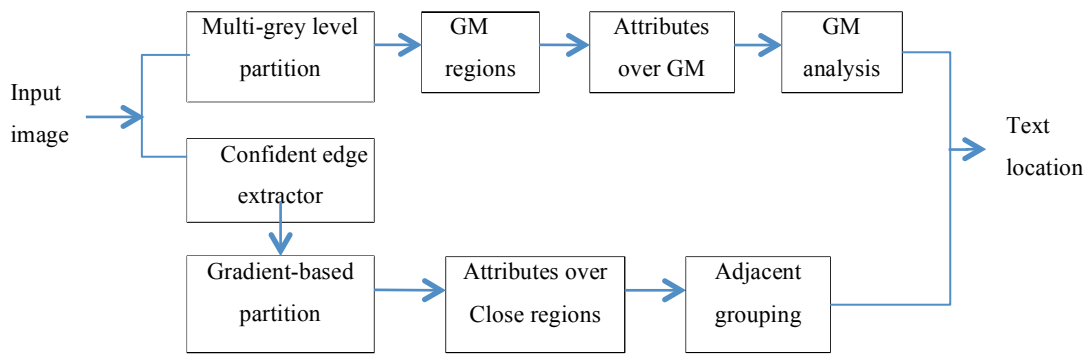 Input
image
Multi-grey level
partition
GM
regions
Attributes
over GM
GM
analysis
Confident edge
extractor
Gradient-based
partition
Attributes over
Close regions
Adjacent
grouping
Text
location